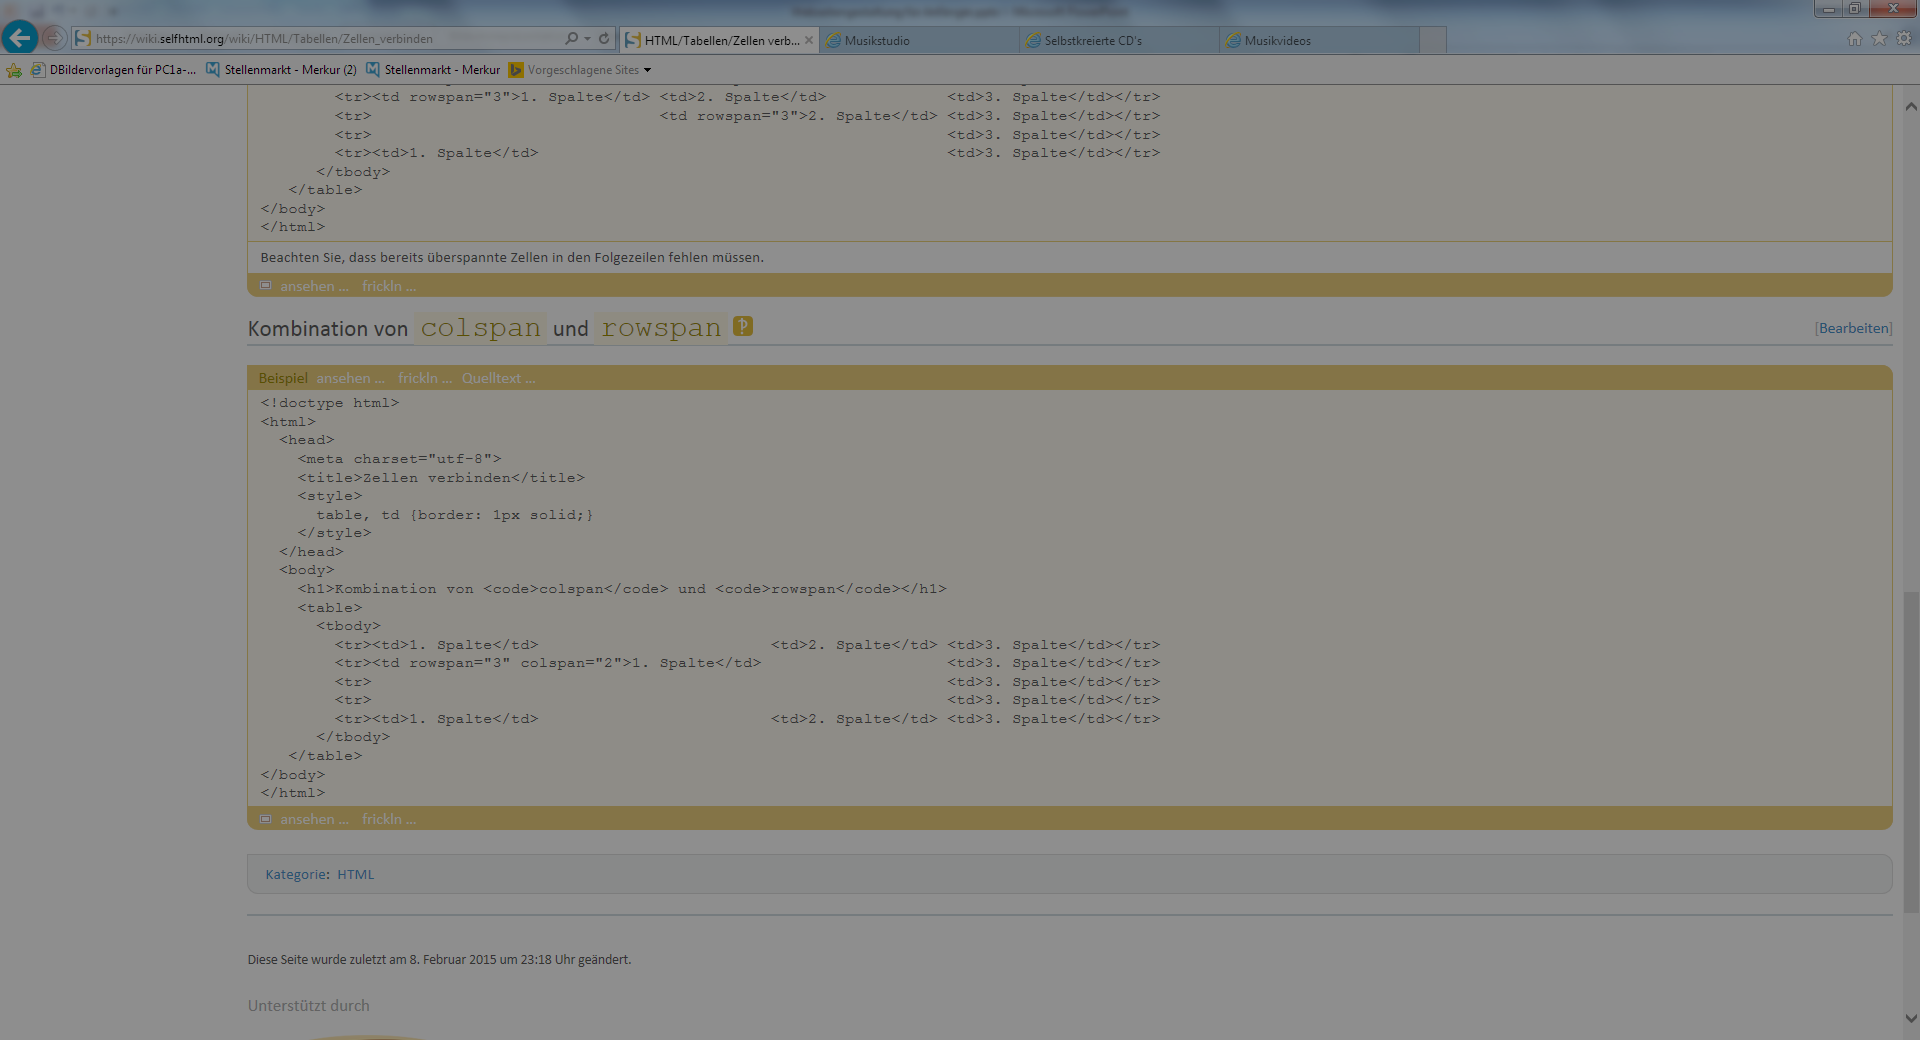 https://wiki.selfhtml.org/wiki/HTML/Tabellen/Zellen_verbinden
HTML/Tabellen/Zellen verb...
Musikstudio
Selbstkreierte CD's
Musikvideos
DBildervorlagen für PC1a-...
Stellenmarkt - Merkur (2)
Stellenmarkt - Merkur
Vorgeschlagene Sites
<tr><td rowspan="3">1. Spalte</td> <td>2. Spalte</td> <td>3. Spalte</td></tr>
<tr> <td rowspan="3">2. Spalte</td> <td>3. Spalte</td></tr>
<tr> <td>3. Spalte</td></tr>
<tr><td>1. Spalte</td> <td>3. Spalte</td></tr>
</tbody>
</table>
</body>
</html>
Beachten Sie, dass bereits überspannte Zellen in den Folgezeilen fehlen müssen.
ansehen ... frickln ...
Kombination von colspan und rowspan
[Bearbeiten]
Beispiel ansehen ... frickln ... Quelltext ...
<!doctype html>
<html>
<head>
<meta charset="utf-8">
<title>Zellen verbinden</title>
<style>
table, td {border: 1px solid;}
</style>
</head>
<body>
<h1>Kombination von <code>colspan</code> und <code>rowspan</code></h1>
<table>
<tbody>
<tr><td>1. Spalte</td> <td>2. Spalte</td> <td>3. Spalte</td></tr>
<tr><td rowspan="3" colspan="2">1. Spalte</td> <td>3. Spalte</td></tr>
<tr> <td>3. Spalte</td></tr>
<tr> <td>3. Spalte</td></tr>
<tr><td>1. Spalte</td> <td>2. Spalte</td> <td>3. Spalte</td></tr>
</tbody>
</table>
</body>
</html>
ansehen ... frickln ...
Kategorie: HTML
Diese Seite wurde zuletzt am 8. Februar 2015 um 23:18 Uhr geändert.
Unterstützt durch